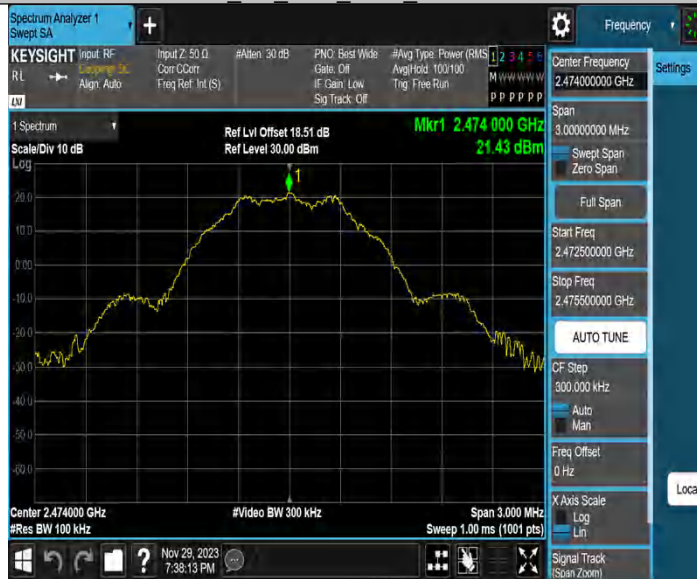 Spectrum Analyzer 1
Swept SA
+
Frequency
KEYSIGHT Input: RF
RL Coupling: DC
Align: Auto
LXI
Input Z: 50 Ω
Corr CCorr
Freq Ref: Int (S)
#Atten: 30 dB
PNO: Best Wide
Gate: Off
IF Gain: Low
Sig Track: Off
#Avg Type: Power (RMS)
Avg|Hold: 100/100
Trig: Free Run
1 2 3 4 5 6
M W W W W W
P P P P P P
1 Spectrum
Scale/Div 10 dB
Log
Ref Lvl Offset 18.51 dB
Ref Level 30.00 dBm
Mkr1 2.474 000 GHz
21.43 dBm
1
20.0
10.0
0.00
-10.0
-20.0
-30.0
-40.0
-50.0
-60.0
Center 2.474000 GHz
#Res BW 100 kHz
#Video BW 300 kHz
Span 3.000 MHz
Sweep 1.00 ms (1001 pts)
?
Nov 29, 2023
7:38:13 PM
Center Frequency
2.474000000 GHz
Span
3.00000000 MHz
Swept Span
Zero Span
Full Span
Start Freq
2.472500000 GHz
Stop Freq
2.475500000 GHz
AUTO TUNE
CF Step
300.000 kHz
Auto
Man
Freq Offset
0 Hz
X Axis Scale
Log
Lin
Signal Track
(Span Zoom)
Settings
Loca